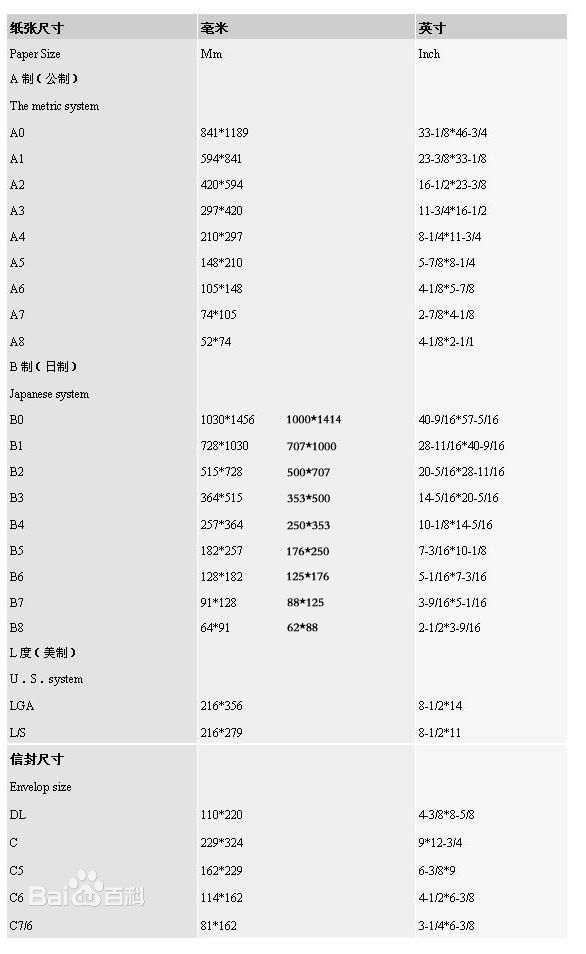 纸张尺寸 毫米 英寸
Paper Size Mm Inch
A 制 ( 公制 )
The metric system
A0 841*1189 33-1/8*46-3/4
A1 594*841 23-3/8*33-1/8
A2 420*594 16-1/2*23-3/8
A3 297*420 11-3/4*16-1/2
A4 210*297 8-1/4*11-3/4
A5 148*210 5-7/8*8-1/4
A6 105*148 4-1/8*5-7/8
A7 74*105 2-7/8*4-1/8
A8 52*74 4-1/8*2-1/1
B 制 ( 日制 )
Japanese system
B0 1030*1456 1000*1414 40-9/16*57-5/16
B1 728*1030 707*1000 28-11/16*40-9/16
B2 515*728 500*707 20-5/16*28-11/16
B3 364*515 353*500 14-5/16*20-5/16
B4 257*364 250*353 10-1/8*14-5/16
B5 182*257 176*250 7-3/16*10-1/8
B6 128*182 125*176 5-1/16*7-3/16
B7 91*128 88*125 3-9/16*5-1/16
B8 64*91 62*88 2-1/2*3-9/16
L 度 ( 美制 )
U．S．system
LGA 216*356 8-1/2*14
L/S 216*279 8-1/2*11
信封尺寸
Envelop size
DL 110*220 4-3/8*8-5/8
C 229*324 9*12-3/4
C5 162*229 6-3/8*9
C6 114*162 4-1/2*6-3/8
Baidu百科
C7/6 81*162 3-1/4*6-3/8